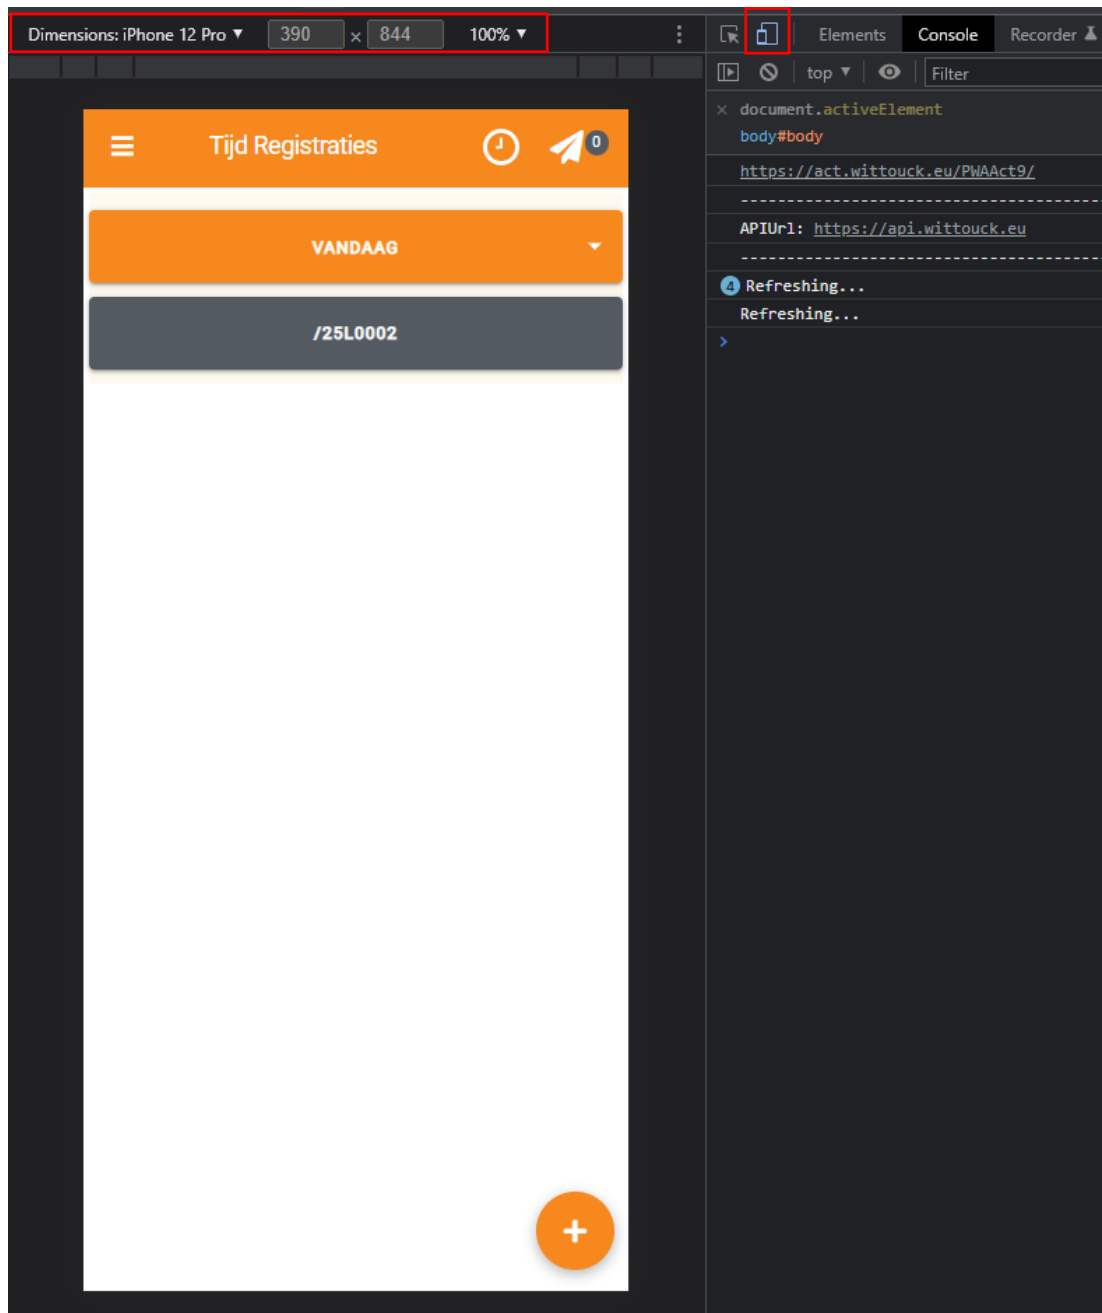 Dimensions: iPhone 12 Pro ▼ 390 × 844 100% ▼
Elements Console Recorder
top ▼ Filter
Tijd Registraties 0
VANDAAG
/25L0002
+
document.activeElement
body#body
https://act.wittouck.eu/PWAAct9/
----------------------------------------
APIUrl: https://api.wittouck.eu
----------------------------------------
4 Refreshing...
Refreshing...
>